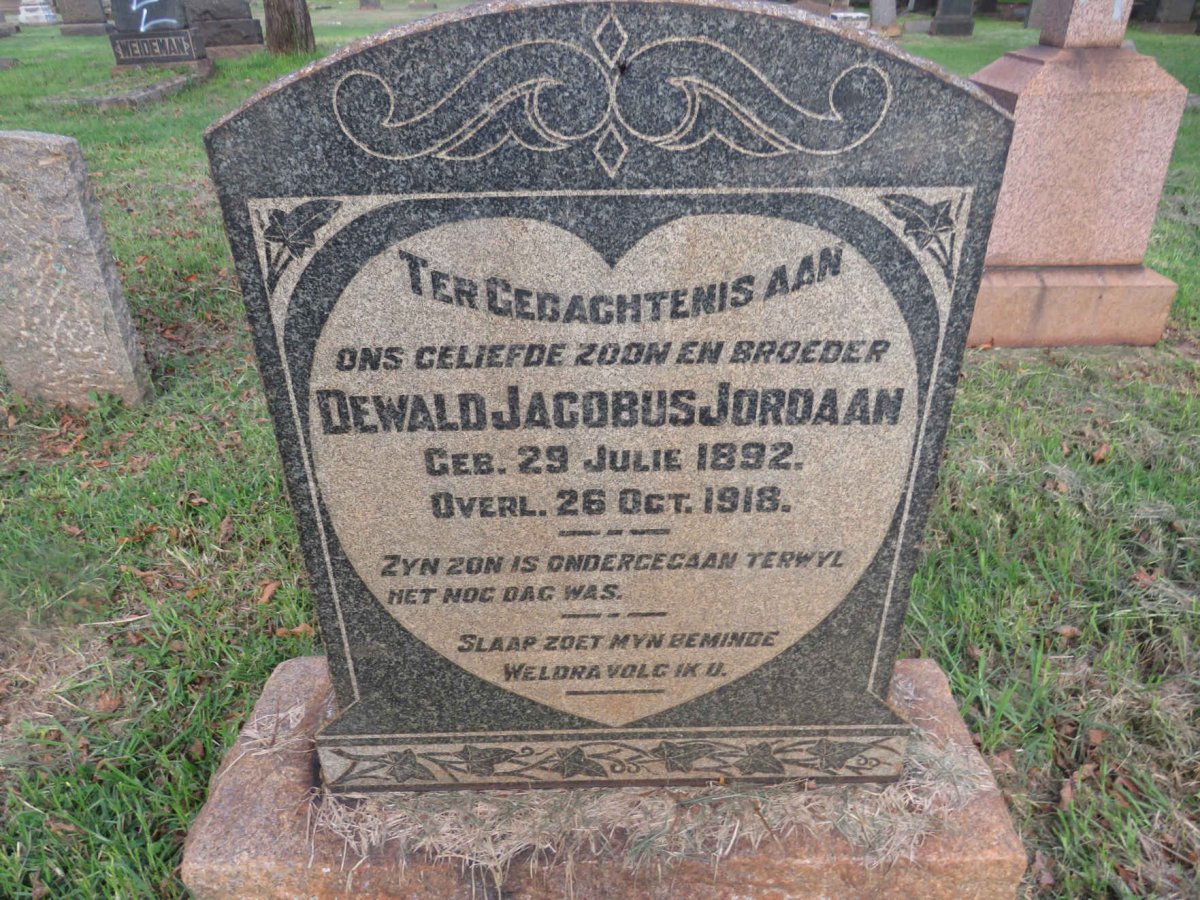 WEIDEMAN
TER GEDACHTENIS AAN
ONS GELIEFDE ZOON EN BROEDER
DEWALD JACOBUS JORDAAN
GEB. 29 JULIE 1892.
OVERL. 26 OCT. 1918.
ZYN ZON IS ONDERGEGAAN TERWYL
HET NOG DAG WAS.
SLAAP ZOET MYN BEMINDE
WELDRA VOLG IK U.